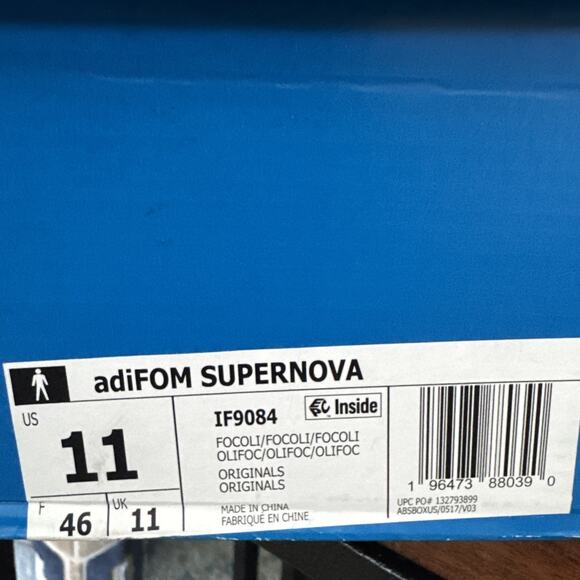 adiFOM SUPERNOVA
US
11
F
46
UK
11
IF9084
Inside
FOCOLI/FOCOLI/FOCOLI
OLIFOC/OLIFOC/OLIFOC
ORIGINALS
ORIGINALS
MADE IN CHINA
FABRIQUÉ EN CHINE
1 96473 88039 0
UPC PO# 132793899
ABSBOXUS/0517/V03